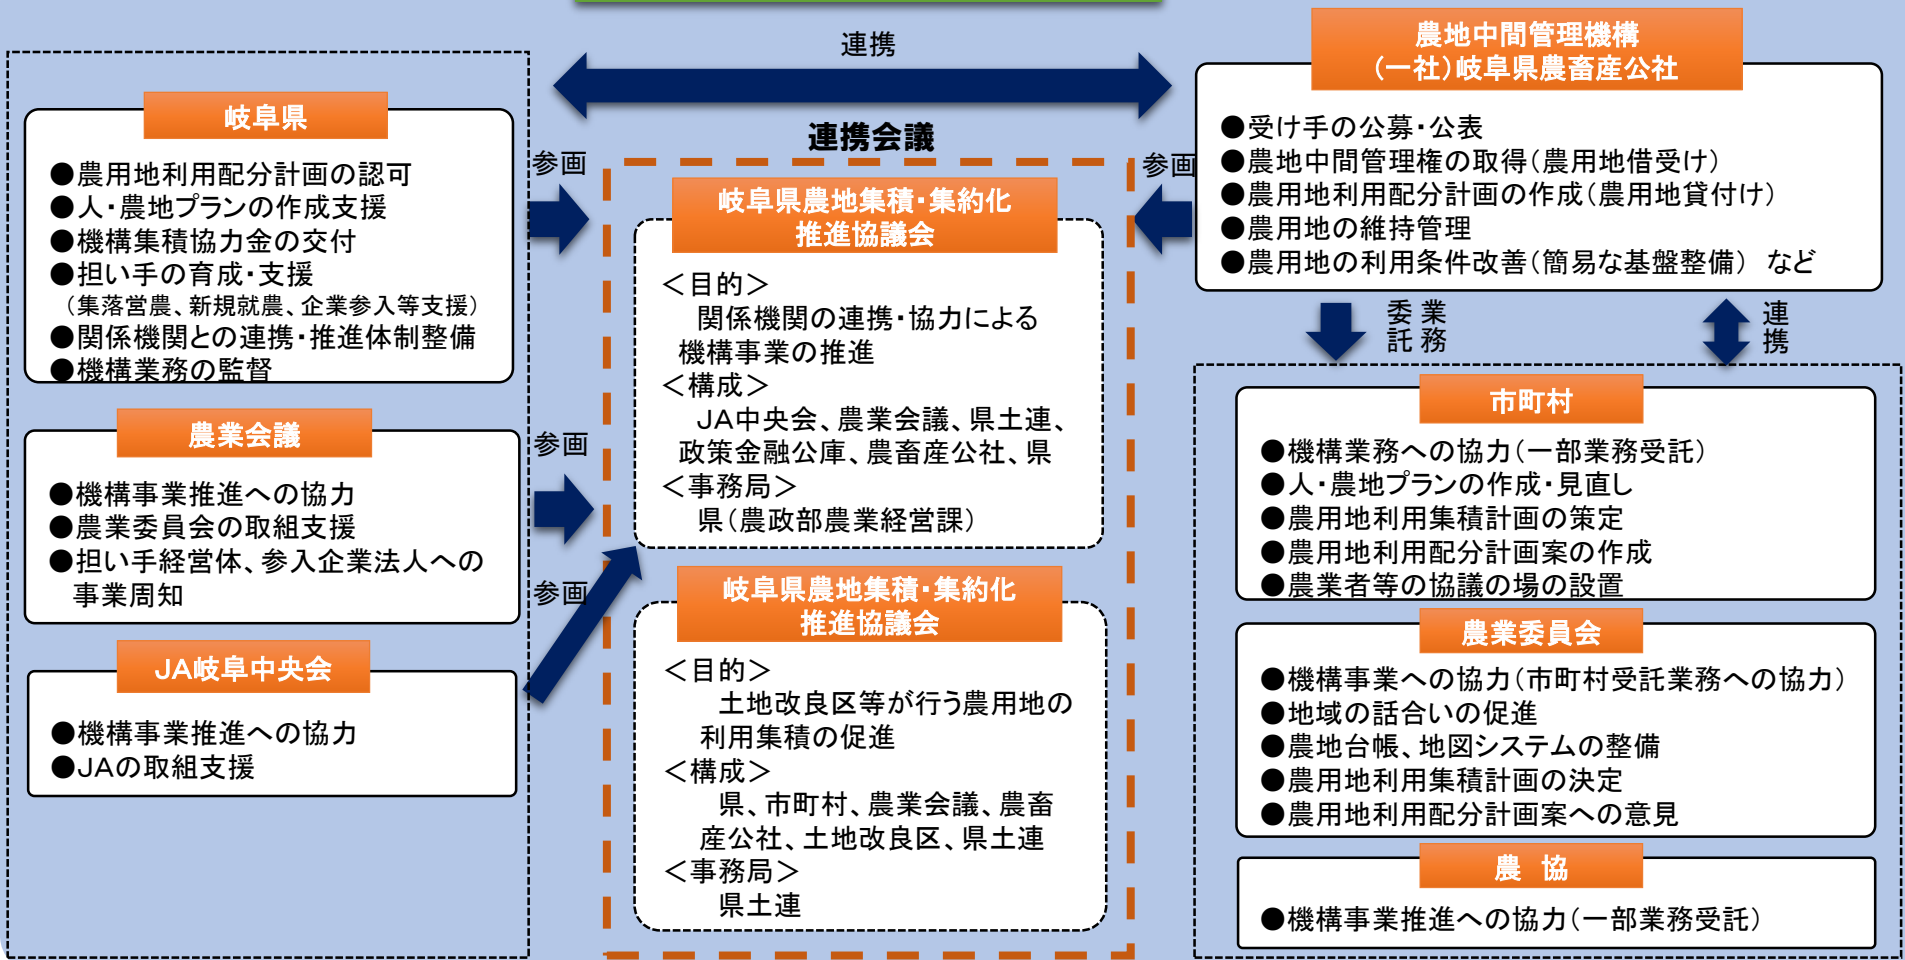 連携
岐阜県
●農用地利用配分計画の認可
●人・農地プランの作成支援
●機構集積協力金の交付
●担い手の育成・支援
（集落営農、新規就農、企業参入等支援）
●関係機関との連携・推進体制整備
●機構業務の監督
農業会議
●機構事業推進への協力
●農業委員会の取組支援
●担い手経営体、参入企業法人への
事業周知
JA岐阜中央会
●機構事業推進への協力
●JAの取組支援
参画
参画
参画
連携会議
岐阜県農地集積・集約化
推進協議会
＜目的＞
関係機関の連携・協力による
機構事業の推進
＜構成＞
JA中央会、農業会議、県土連、
政策金融公庫、農畜産公社、県
＜事務局＞
県（農政部農業経営課）
岐阜県農地集積・集約化
推進協議会
＜目的＞
土地改良区等が行う農用地の
利用集積の促進
＜構成＞
県、市町村、農業会議、農畜
産公社、土地改良区、県土連
＜事務局＞
県土連
参画
農地中間管理機構
（一社）岐阜県農畜産公社
●受け手の公募・公表
●農地中間管理権の取得（農用地借受け）
●農用地利用配分計画の作成（農用地貸付け）
●農用地の維持管理
●農用地の利用条件改善（簡易な基盤整備） など
業務
委託
連携
市町村
●機構業務への協力（一部業務受託）
●人・農地プランの作成・見直し
●農用地利用集積計画の策定
●農用地利用配分計画案の作成
●農業者等の協議の場の設置
農業委員会
●機構事業への協力（市町村受託業務への協力）
●地域の話合いの促進
●農地台帳、地図システムの整備
●農用地利用集積計画の決定
●農用地利用配分計画案への意見
農 協
●機構事業推進への協力（一部業務受託）